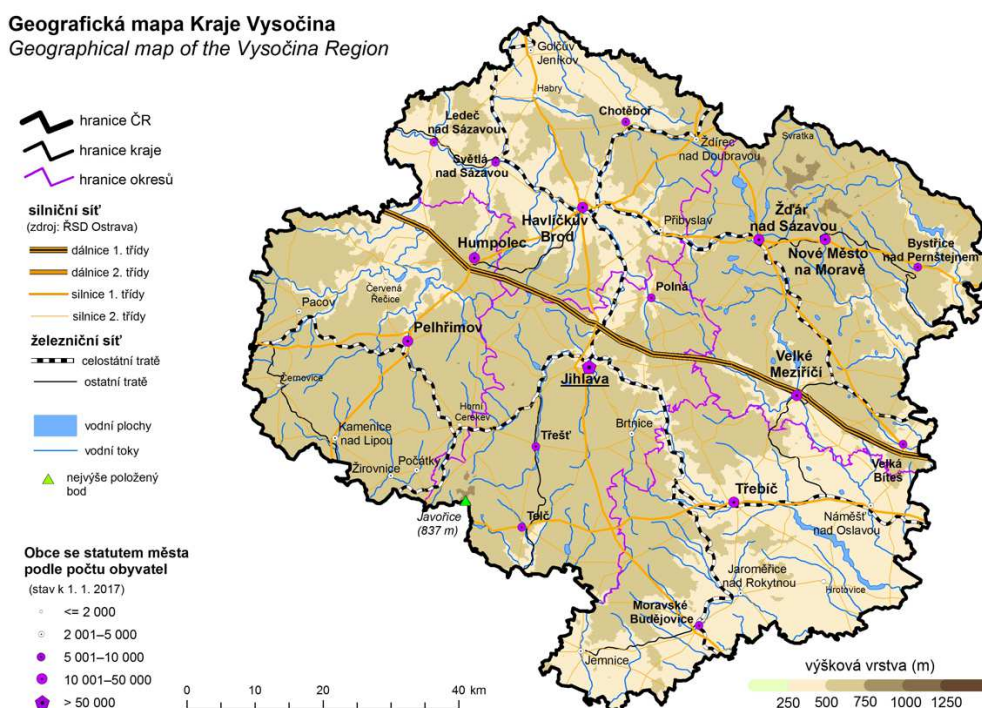 Geografická mapa Kraje Vysočina
Geographical map of the Vysočina Region
hranice ČR
hranice kraje
hranice okresů
silniční síť
(zdroj: ŘSD Ostrava)
dálnice 1. třídy
dálnice 2. třídy
silnice 1. třídy
silnice 2. třídy
železniční síť
celostátní tratě
ostatní tratě
vodní plochy
vodní toky
nejvýše položený
bod
Obce se statutem města
podle počtu obyvatel
(stav k 1. 1. 2017)
<= 2 000
2 001–5 000
5 001–10 000
10 001–50 000
> 50 000
Golčův
Jeníkov
Habry
Chotěboř
Ledeč
nad Sázavou
Světlá
nad Sázavou
Ždírec
nad Doubravou
Svratka
Havlíčkův
Brod
Přibyslav
Žďár
nad Sázavou
Nové Město
na Moravě
Bystřice
nad Pernštejnem
Humpolec
Polná
Červená
Řečice
Pacov
Pelhřimov
Jihlava
Velké
Meziříčí
Černovice
Horní
Cerekev
Kamenice
nad Lipou
Třešť
Brtnice
Žirovnice
Počátky
Velká
Bíteš
Javořice
(837 m)
Telč
Třebíč
Náměšť
nad Oslavou
Jaroměřice
nad Rokytnou
Hrotovice
Moravské
Budějovice
Jemnice
0 10 20 40 km
výšková vrstva (m)
250 500 750 1000 1250